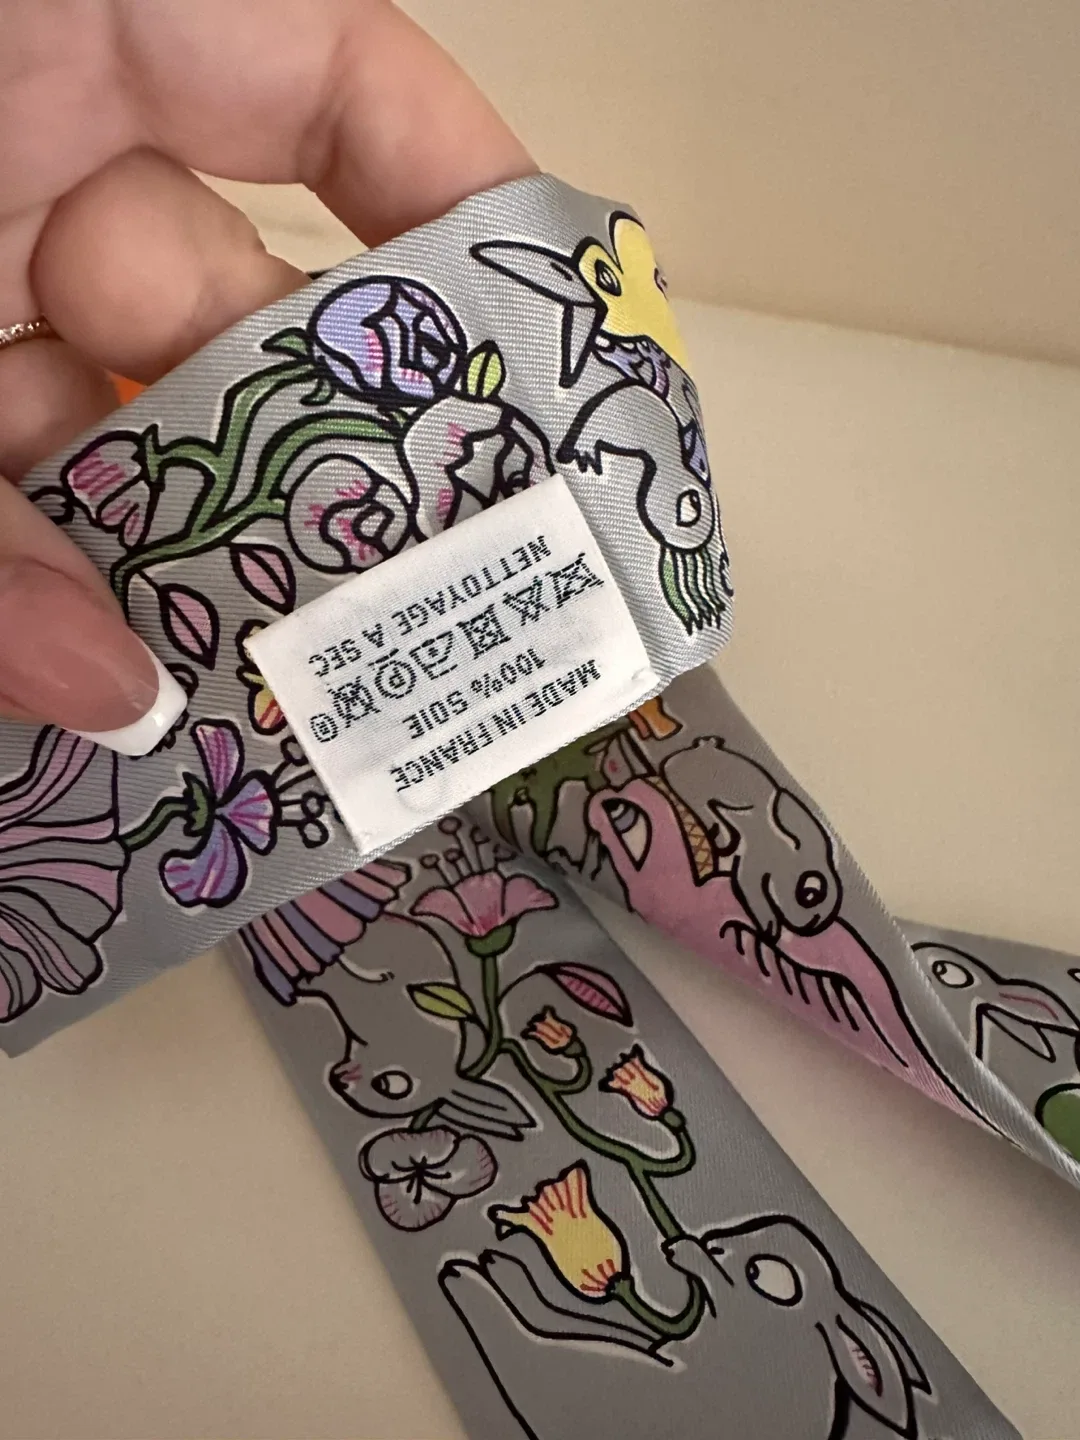 MADE IN FRANCE
100% SOIE
NETTOYAGE A SEC